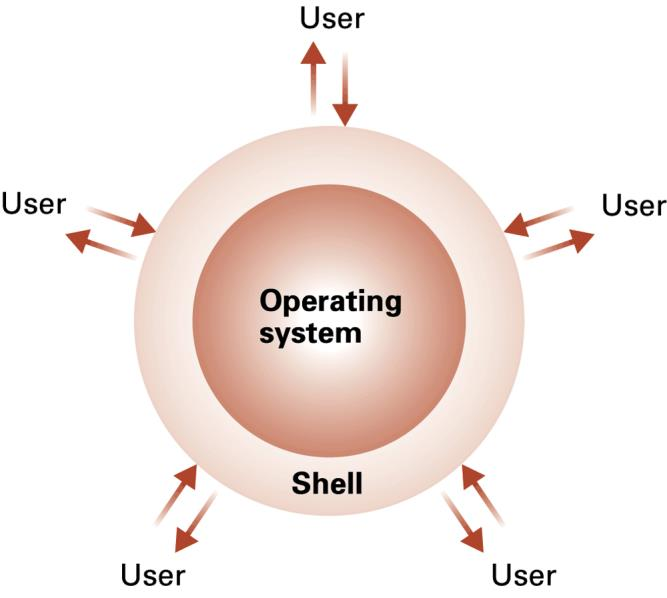 User
User
User
Operating
system
Shell
User
User